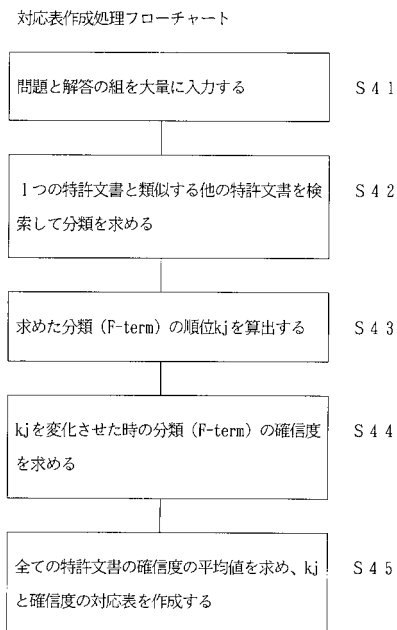 対応表作成処理フローチャート
問題と解答の組を大量に入力する
S41
1つの特許文書と類似する他の特許文書を検
索して分類を求める
S42
求めた分類（F-term）の順位kjを算出する
S43
kjを変化させた時の分類（F-term）の確信度
を求める
S44
全ての特許文書の確信度の平均値を求め、kj
と確信度の対応表を作成する
S45